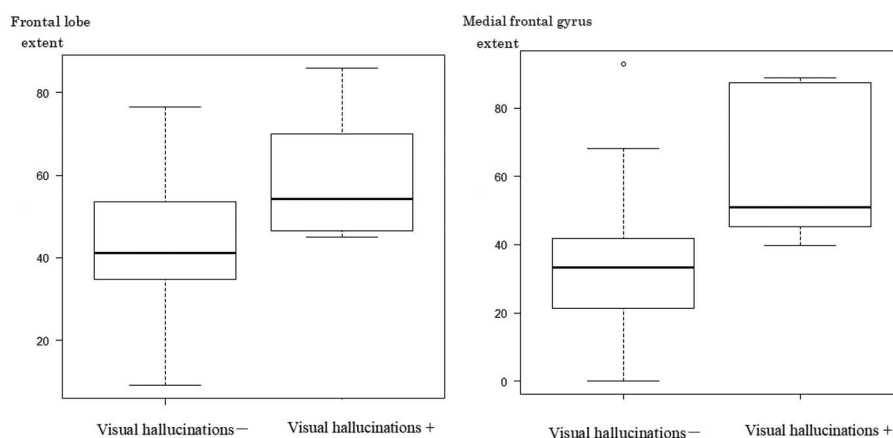 Frontal lobe
extent
80
60
40
20
Visual hallucinations－
Visual hallucinations +
Medial frontal gyrus
extent
80
60
40
20
0
Visual hallucinations－
Visual hallucinations +